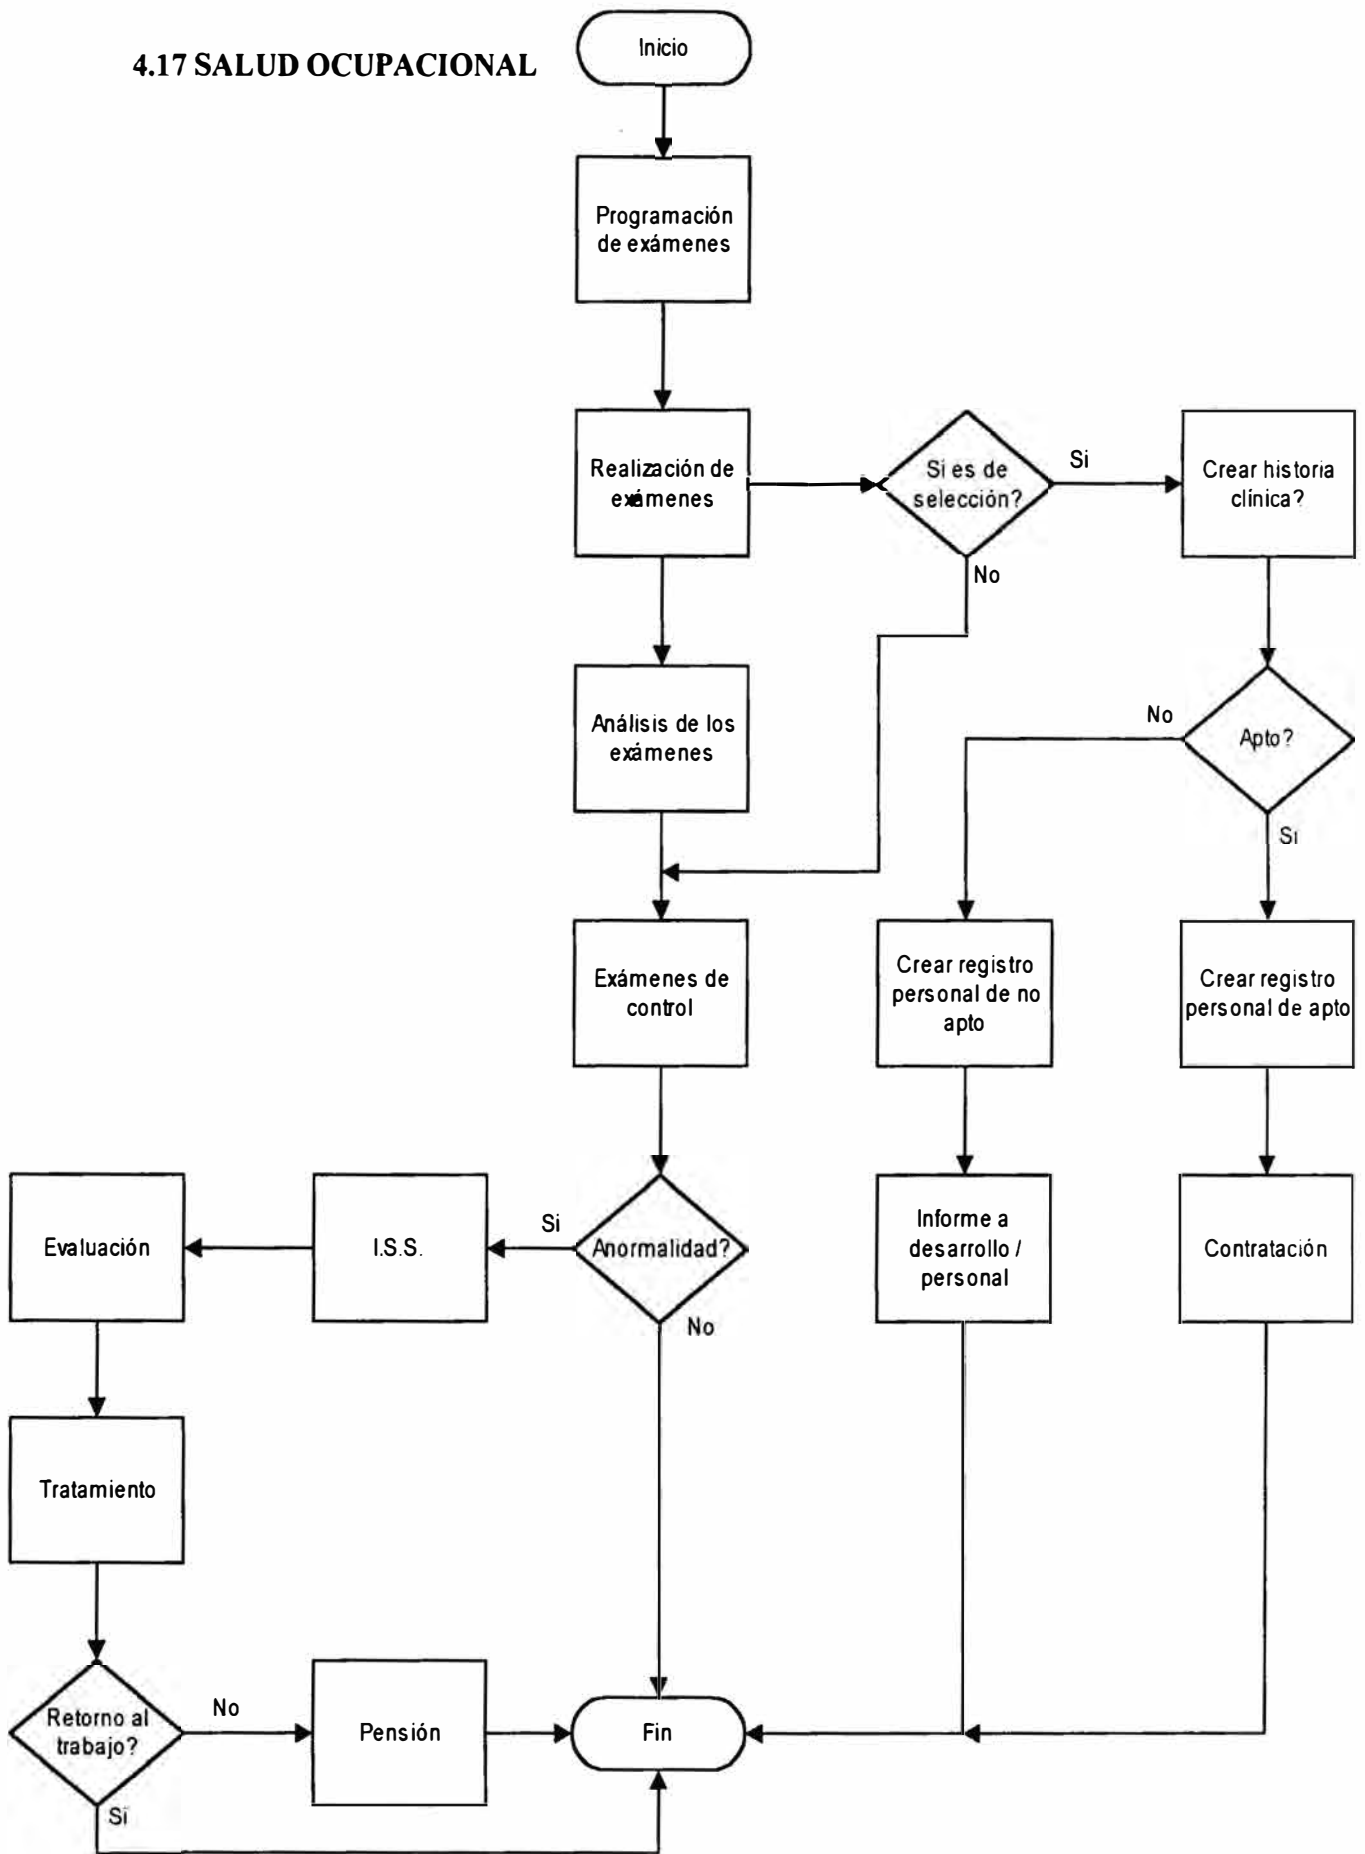 4.17 SALUD OCUPACIONAL
Inicio
Programación
de exámenes
Realización de
exámenes
Si es de
selección?
Si
Crear historia
clínica?
No
Análisis de los
exámenes
No
Apto?
Si
Exámenes de
control
Crear registro
personal de no
apto
Crear registro
personal de apto
Evaluación
I.S.S.
Si
Anormalidad?
No
Informe a
desarrollo /
personal
Contratación
Tratamiento
Retorno al
trabajo?
No
Pensión
Fin
Si